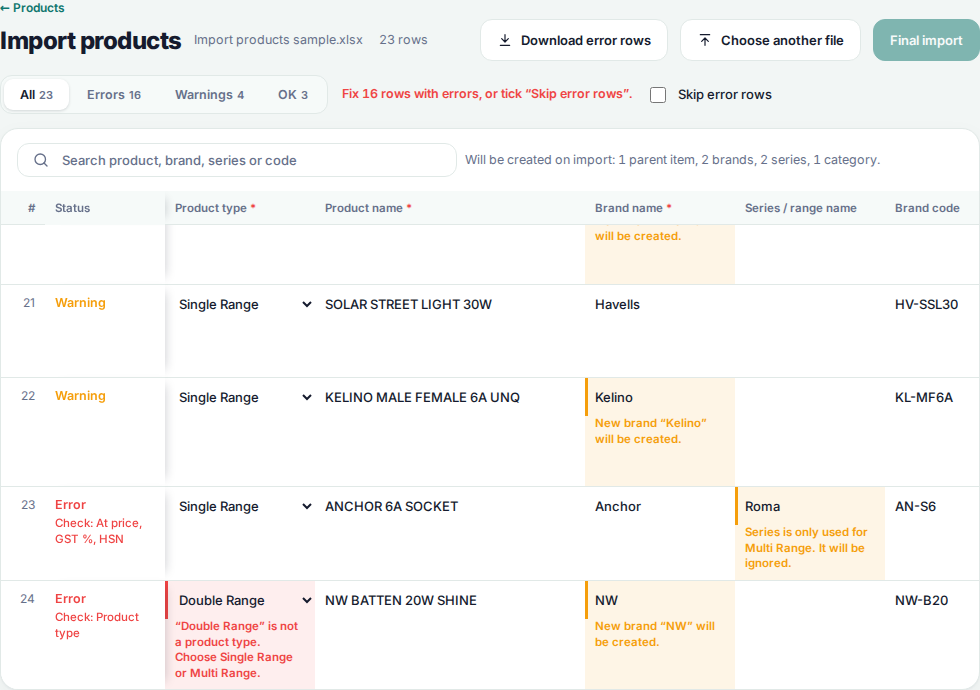 ← Products
Import products Import products sample.xlsx 23 rows Download error rows Choose another file Final import
All 23 Errors 16 Warnings 4 OK 3 Fix 16 rows with errors, or tick “Skip error rows”. Skip error rows
Search product, brand, series or code Will be created on import: 1 parent item, 2 brands, 2 series, 1 category.
# Status Product type * Product name * Brand name * Series / range name Brand code
will be created.
21 Warning Single Range SOLAR STREET LIGHT 30W Havells HV-SSL30
22 Warning Single Range KELINO MALE FEMALE 6A UNQ Kelino KL-MF6A
New brand “Kelino”
will be created.
23 Error Single Range ANCHOR 6A SOCKET Anchor Roma AN-S6
Check: At price,
GST %, HSN
Series is only used for
Multi Range. It will be
ignored.
24 Error Double Range NW BATTEN 20W SHINE NW NW-B20
Check: Product
type
“Double Range” is not
a product type.
Choose Single Range
or Multi Range.
New brand “NW” will
be created.